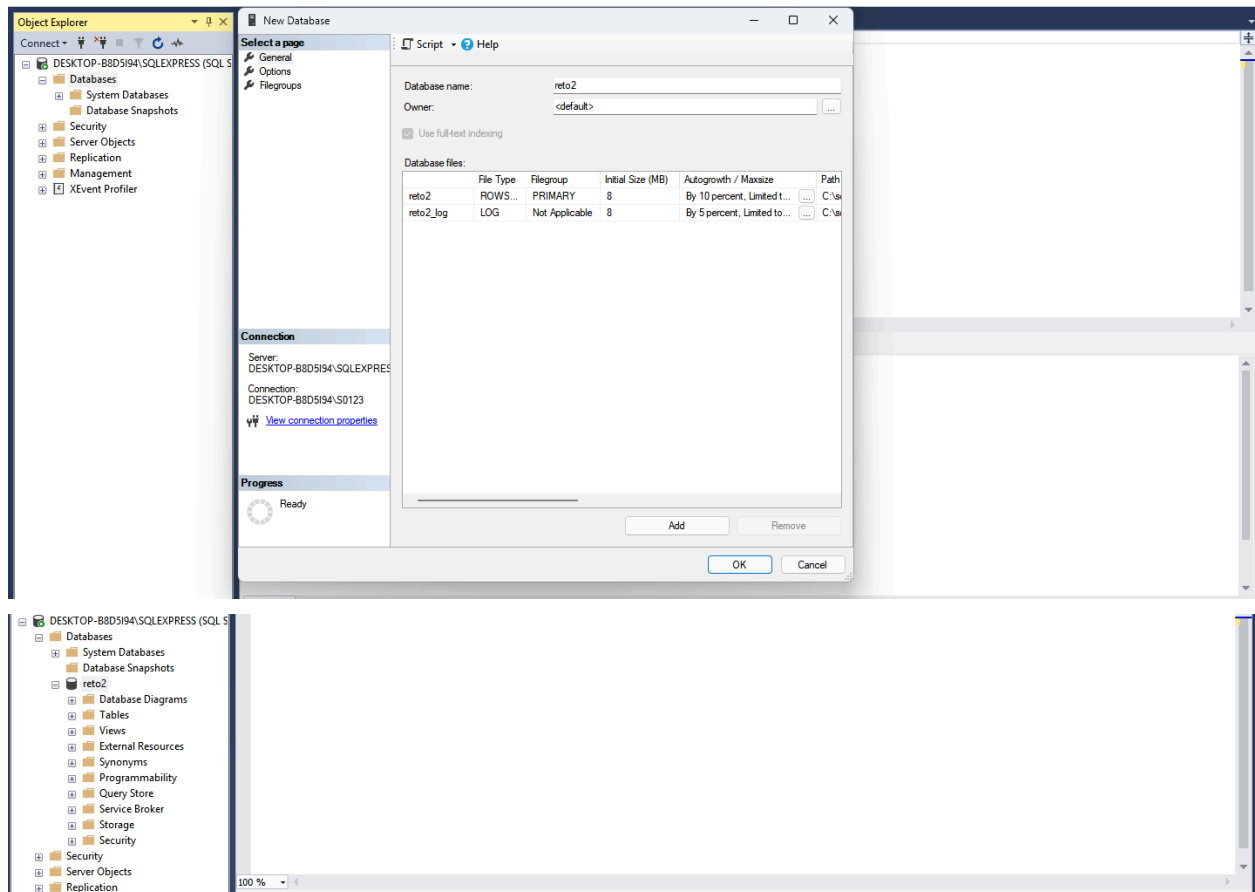 Object Explorer
Connect
DESKTOP-B8D5I94\SQLEXPRESS (SQL S
Databases
System Databases
Database Snapshots
Security
Server Objects
Replication
Management
XEvent Profiler
New Database
Select a page
General
Options
Filegroups
Connection
Server:
DESKTOP-B8D5I94\SQLEXPRES
Connection:
DESKTOP-B8D5I94\S0123
View connection properties
Progress
Ready
Script Help
Database name: reto2
Owner: <default> ...
Use full-text indexing
Database files:
File Type Filegroup Initial Size (MB) Autogrowth / Maxsize Path
reto2 ROWS... PRIMARY 8 By 10 percent, Limited t... ... C:\s
reto2_log LOG Not Applicable 8 By 5 percent, Limited to... ... C:\s
Add Remove
OK Cancel
DESKTOP-B8D5I94\SQLEXPRESS (SQL S
Databases
System Databases
Database Snapshots
reto2
Database Diagrams
Tables
Views
External Resources
Synonyms
Programmability
Query Store
Service Broker
Storage
Security
Security
Server Objects
Replication
100 %